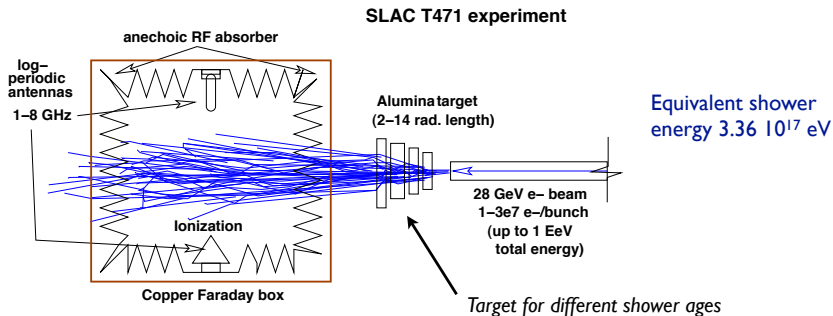 SLAC T471 experiment
anechoic RF absorber
log–
periodic
antennas
1–8 GHz
Alumina target
(2–14 rad. length)
Equivalent shower
energy 3.36 10¹⁷ eV
28 GeV e– beam
1–3e7 e–/bunch
(up to 1 EeV
total energy)
Ionization
Copper Faraday box
Target for different shower ages